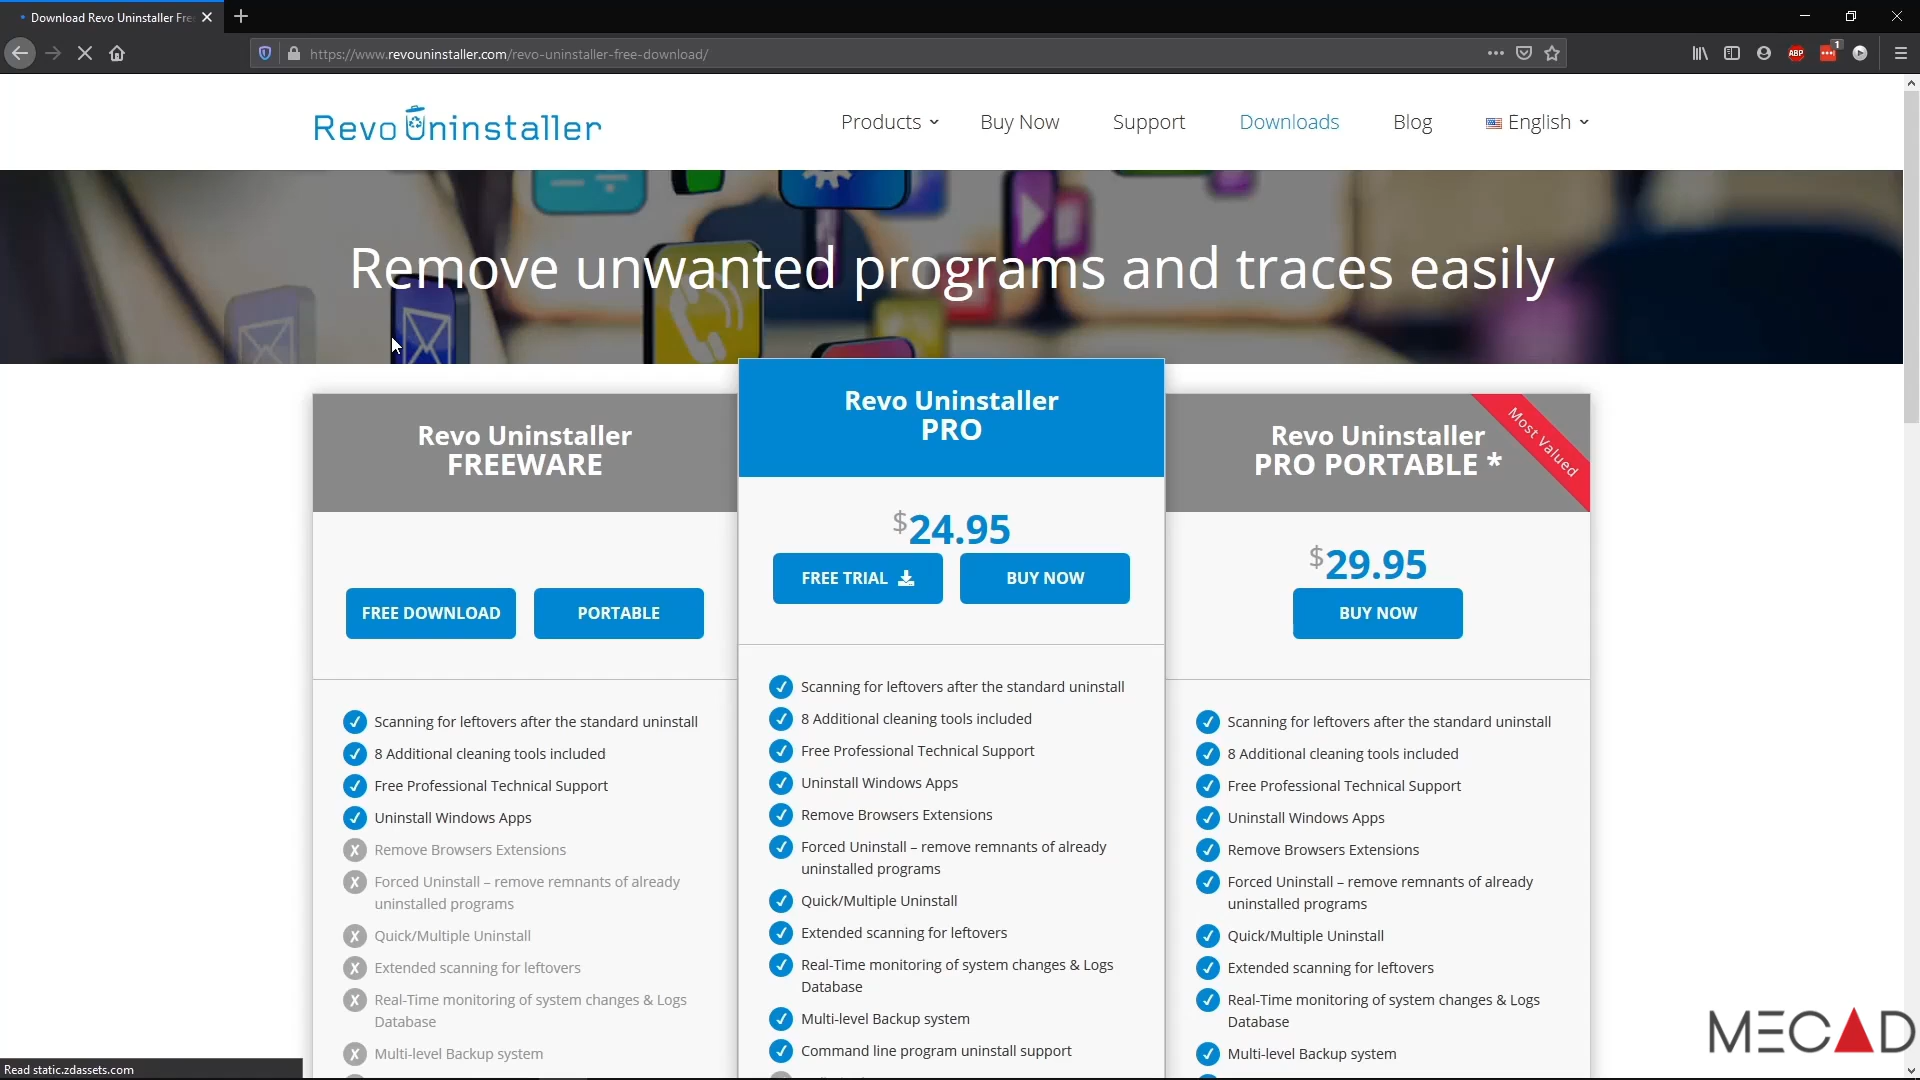 Download Revo Uninstaller Fre
https://www.revouninstaller.com/revo-uninstaller-free-download/
ABP
1
Revo Uninstaller
Products
Buy Now
Support
Downloads
Blog
English
Remove unwanted programs and traces easily
Revo Uninstaller
FREEWARE
FREE DOWNLOAD
PORTABLE
Scanning for leftovers after the standard uninstall
8 Additional cleaning tools included
Free Professional Technical Support
Uninstall Windows Apps
Remove Browsers Extensions
Forced Uninstall – remove remnants of already
uninstalled programs
Quick/Multiple Uninstall
Extended scanning for leftovers
Real-Time monitoring of system changes & Logs
Database
Multi-level Backup system
Revo Uninstaller
PRO
$24.95
FREE TRIAL
BUY NOW
Scanning for leftovers after the standard uninstall
8 Additional cleaning tools included
Free Professional Technical Support
Uninstall Windows Apps
Remove Browsers Extensions
Forced Uninstall – remove remnants of already
uninstalled programs
Quick/Multiple Uninstall
Extended scanning for leftovers
Real-Time monitoring of system changes & Logs
Database
Multi-level Backup system
Command line program uninstall support
Revo Uninstaller
PRO PORTABLE *
Most Valued
$29.95
BUY NOW
Scanning for leftovers after the standard uninstall
8 Additional cleaning tools included
Free Professional Technical Support
Uninstall Windows Apps
Remove Browsers Extensions
Forced Uninstall – remove remnants of already
uninstalled programs
Quick/Multiple Uninstall
Extended scanning for leftovers
Real-Time monitoring of system changes & Logs
Database
Multi-level Backup system
MECAD
Read static.zdassets.com